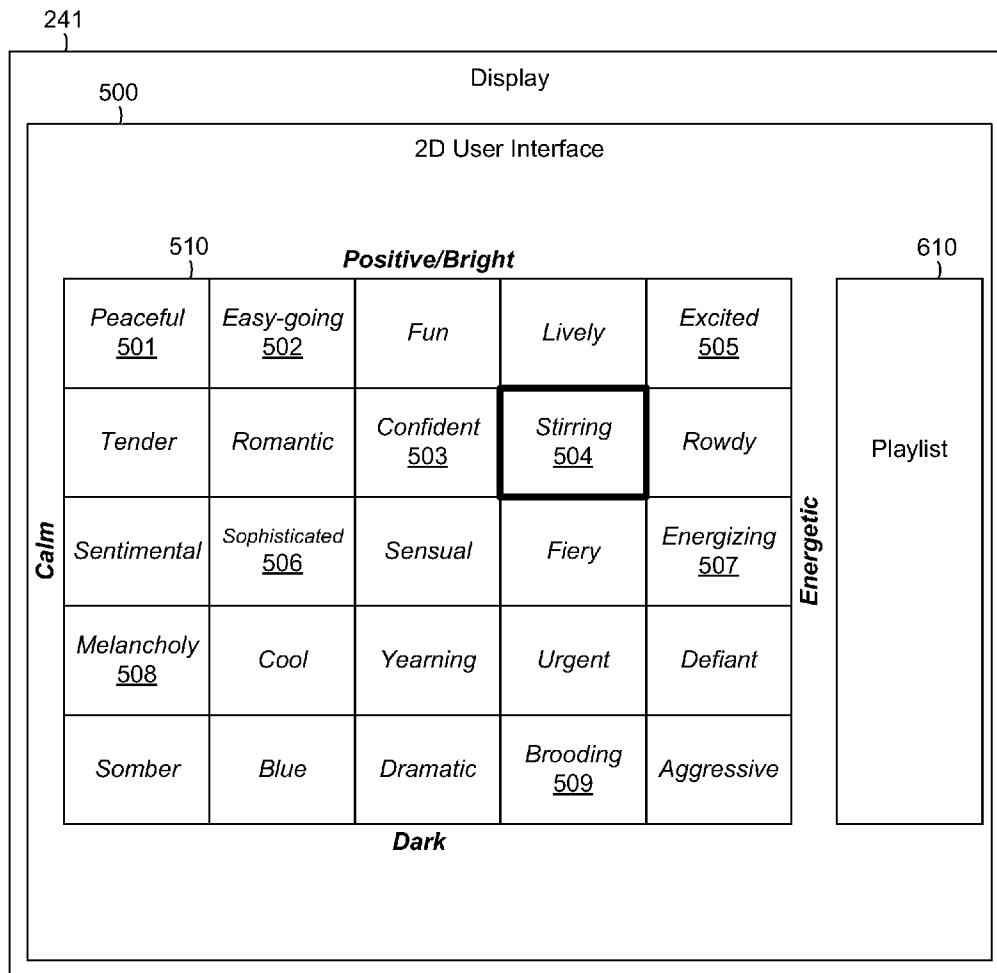 241
Display
500
2D User Interface
510
610
Positive/Bright
Peaceful Easy-going Fun Lively Excited
501 502 505
Tender Romantic Confident Stirring Rowdy
503 504
Playlist
Calm
Sentimental Sophisticated Sensual Fiery Energizing
506 507
Energetic
Melancholy Cool Yearning Urgent Defiant
508
Somber Blue Dramatic Brooding Aggressive
509
Dark